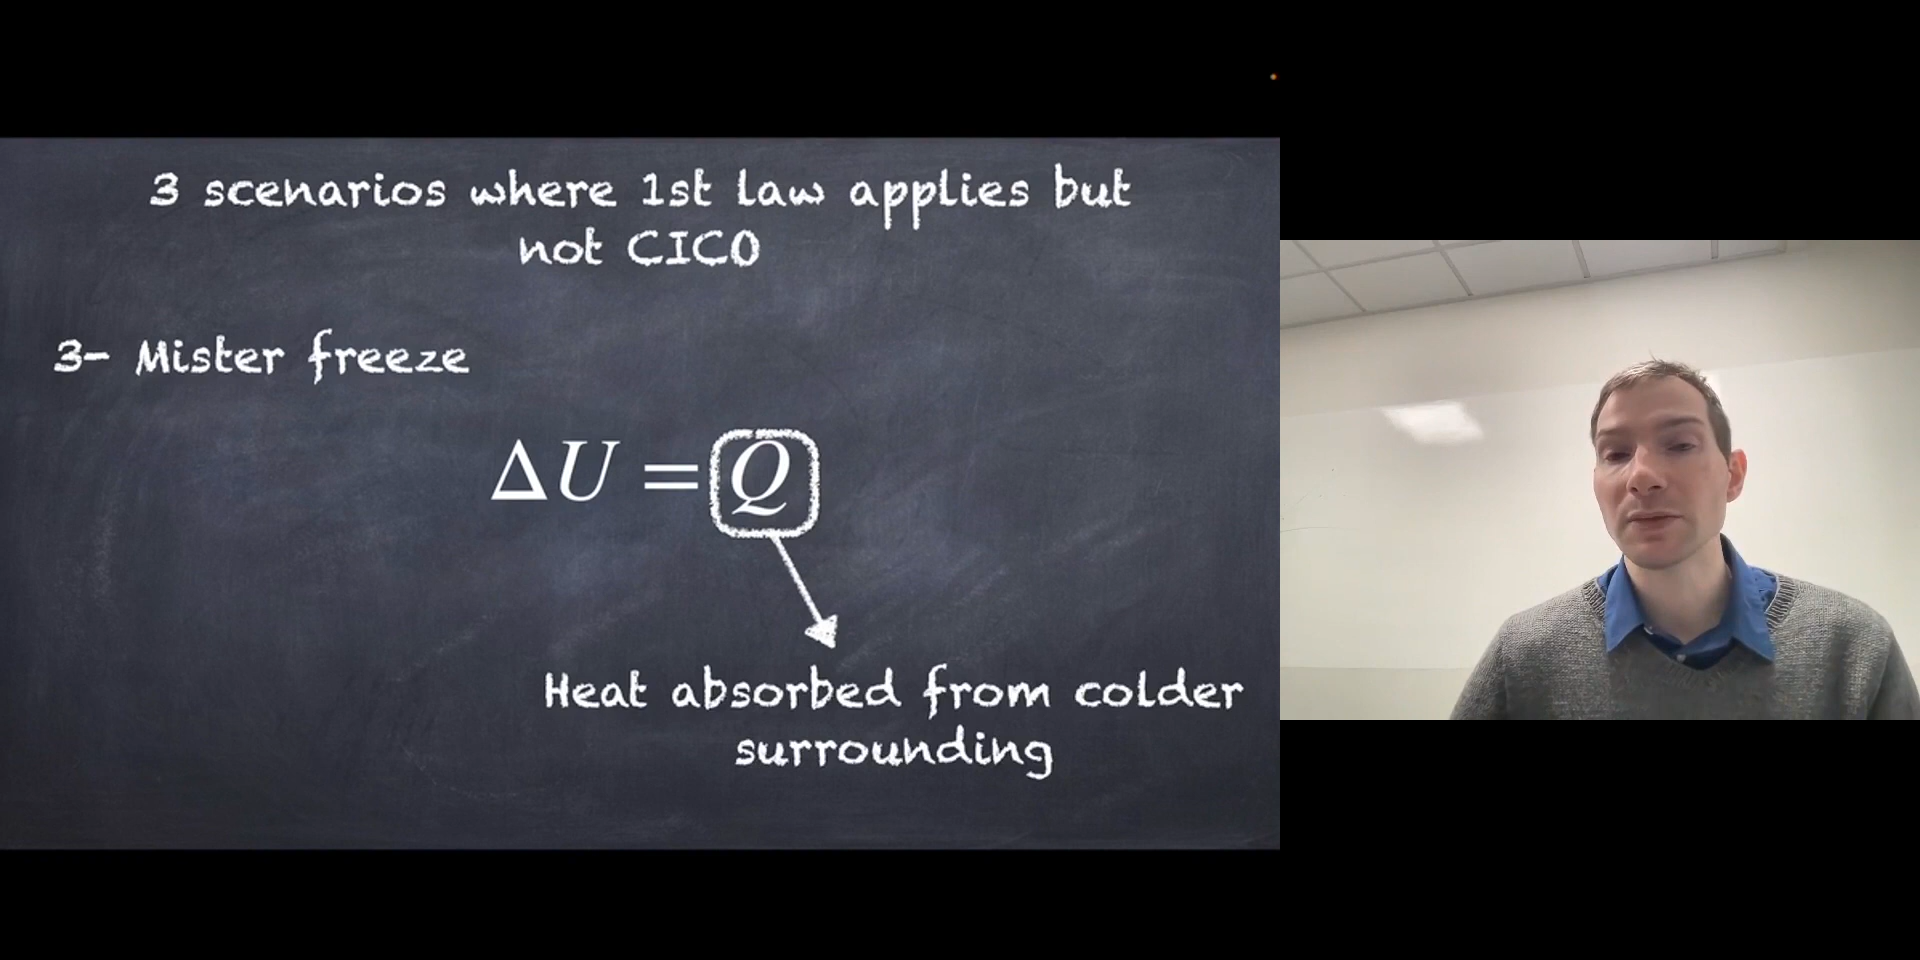 3 scenarios where 1st law applies but
not CICO
3- Mister freeze
ΔU = Q
Heat absorbed from colder
surrounding